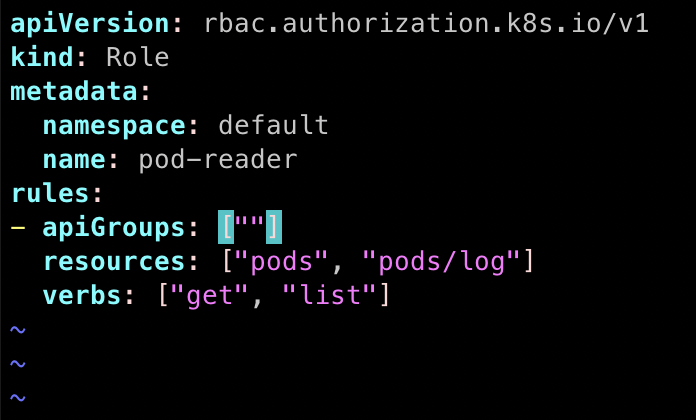 apiVersion: rbac.authorization.k8s.io/v1
kind: Role
metadata:
  namespace: default
  name: pod-reader
rules:
- apiGroups: [""]
  resources: ["pods", "pods/log"]
  verbs: ["get", "list"]
~
~
~